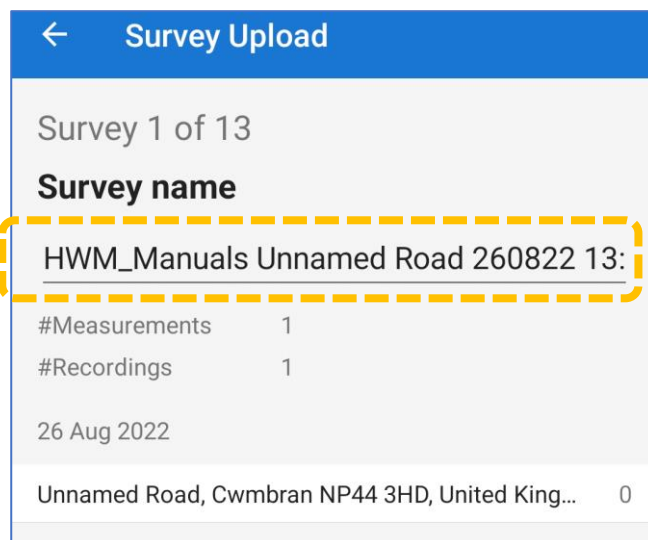 Survey Upload
Survey 1 of 13
Survey name
HWM_Manuals Unnamed Road 260822 13:
#Measurements 1
#Recordings 1
26 Aug 2022
Unnamed Road, Cwmbran NP44 3HD, United King... 0